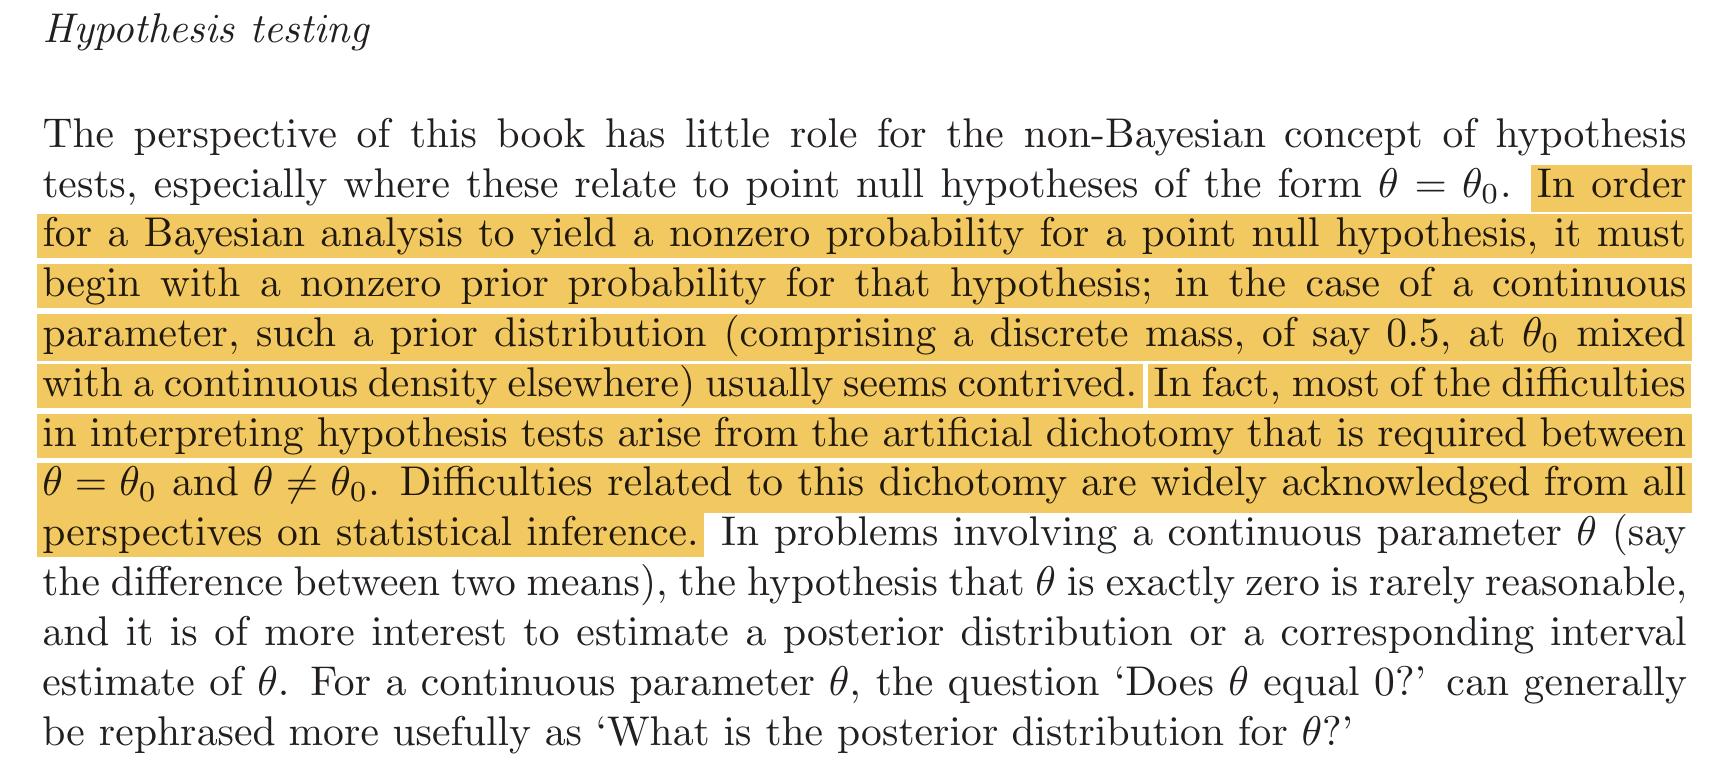 Hypothesis testing
The perspective of this book has little role for the non-Bayesian concept of hypothesis
tests, especially where these relate to point null hypotheses of the form θ = θ₀. In order
for a Bayesian analysis to yield a nonzero probability for a point null hypothesis, it must
begin with a nonzero prior probability for that hypothesis; in the case of a continuous
parameter, such a prior distribution (comprising a discrete mass, of say 0.5, at θ₀ mixed
with a continuous density elsewhere) usually seems contrived. In fact, most of the difficulties
in interpreting hypothesis tests arise from the artificial dichotomy that is required between
θ = θ₀ and θ ≠ θ₀. Difficulties related to this dichotomy are widely acknowledged from all
perspectives on statistical inference. In problems involving a continuous parameter θ (say
the difference between two means), the hypothesis that θ is exactly zero is rarely reasonable,
and it is of more interest to estimate a posterior distribution or a corresponding interval
estimate of θ. For a continuous parameter θ, the question ‘Does θ equal 0?’ can generally
be rephrased more usefully as ‘What is the posterior distribution for θ?’